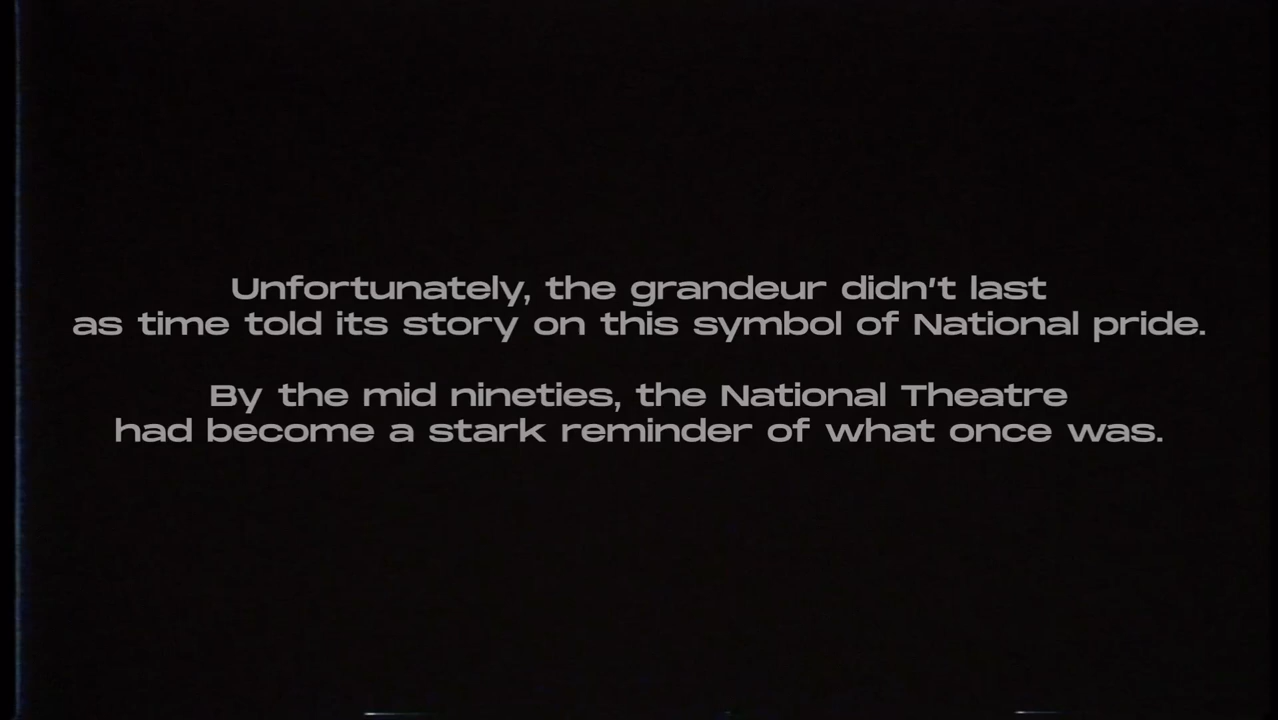 Unfortunately, the grandeur didn't last
as time told its story on this symbol of National pride.
By the mid nineties, the National Theatre
had become a stark reminder of what once was.